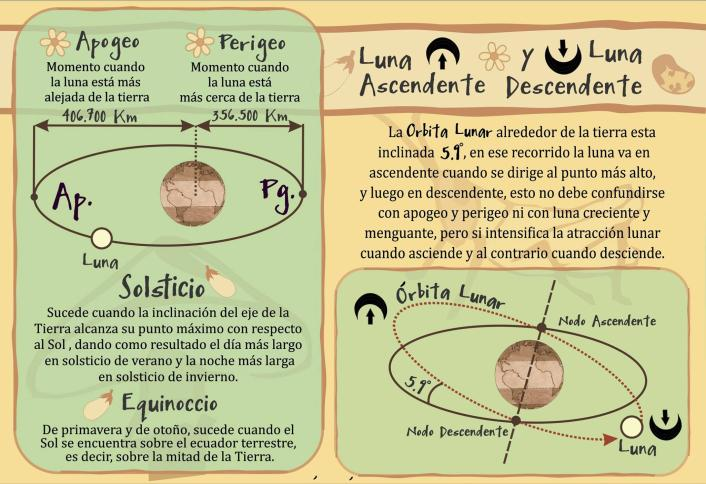 Apogeo
Momento cuando
la luna está más
alejada de la tierra
406,700 Km
Perigeo
Momento cuando
la luna está
más cerca de la tierra
356,500 Km
Ap.
Pg.
Luna
Solsticio
Sucede cuando la inclinación del eje de la
Tierra alcanza su punto máximo con respecto
al Sol , dando como resultado el día más largo
en solsticio de verano y la noche más larga
en solsticio de invierno.
Equinoccio
De primavera y de otoño, sucede cuando el
Sol se encuentra sobre el ecuador terrestre,
es decir, sobre la mitad de la Tierra.
Luna
Ascendente
y
Luna
Descendente
La Orbita Lunar alrededor de la tierra esta
inclinada 5.9°, en ese recorrido la luna va en
ascendente cuando se dirige al punto más alto,
y luego en descendente, esto no debe confundirse
con apogeo y perigeo ni con luna creciente y
menguante, pero si intensifica la atracción lunar
cuando asciende y al contrario cuando desciende.
Órbita Lunar
Nodo Ascendente
5.9°
Nodo Descendente
Luna